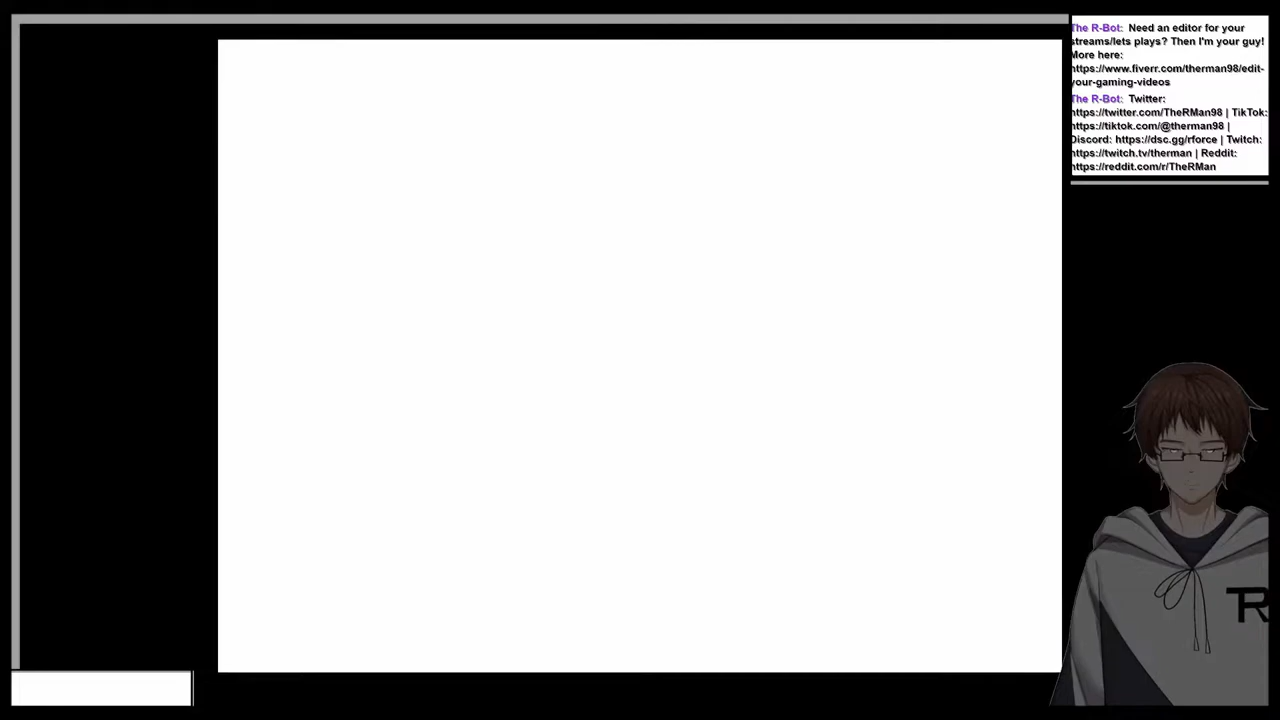 The R-Bot: Need an editor for your
streams/lets plays? Then I'm your guy!
More here:
https://www.fiverr.com/therman98/edit-
your-gaming-videos
The R-Bot: Twitter:
https://twitter.com/TheRMan98 | TikTok:
https://tiktok.com/@therman98 |
Discord: https://dsc.gg/rforce | Twitch:
https://twitch.tv/therman | Reddit:
https://reddit.com/r/TheRMan
TR